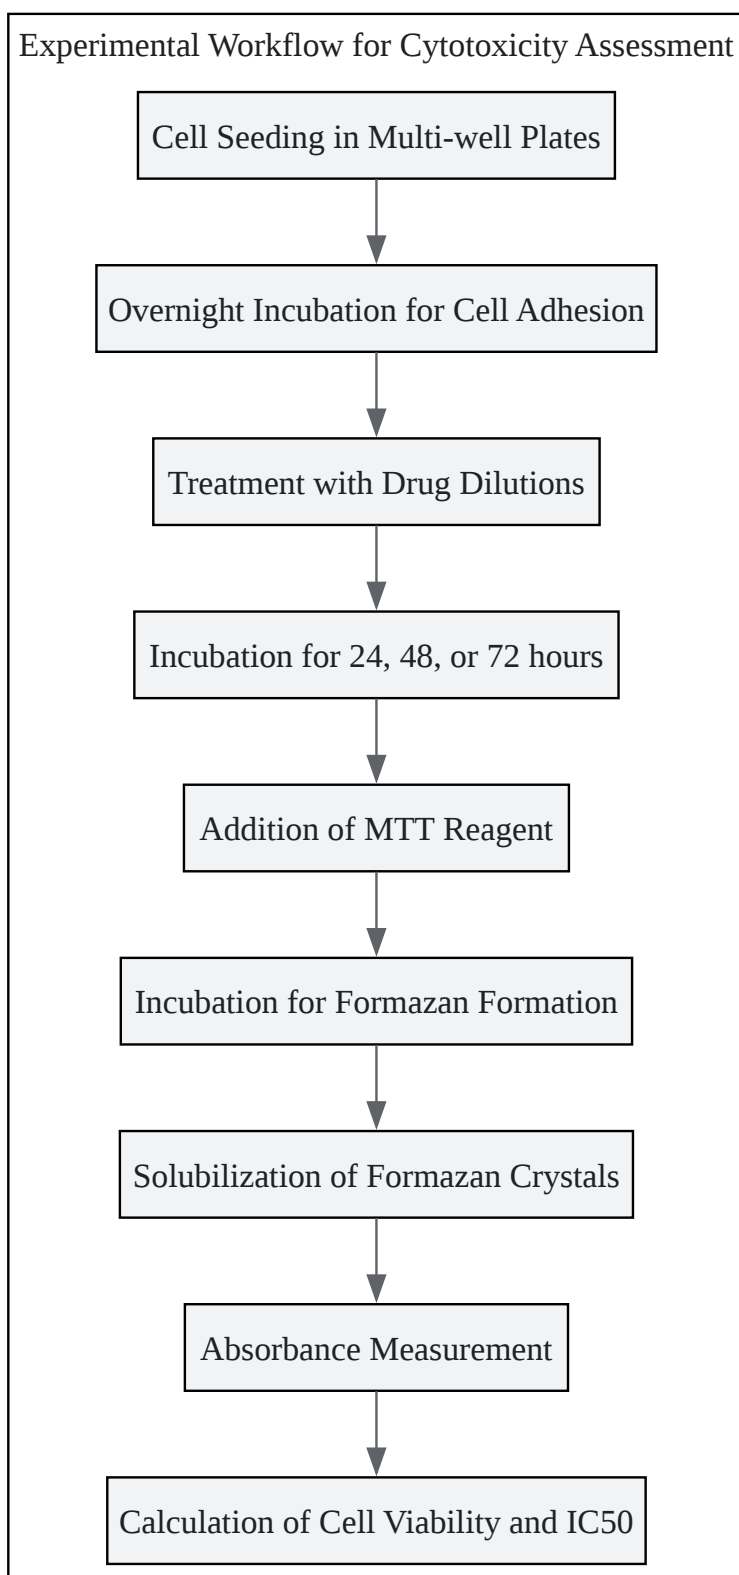 Experimental Workflow for Cytotoxicity Assessment
Cell Seeding in Multi-well Plates
Overnight Incubation for Cell Adhesion
Treatment with Drug Dilutions
Incubation for 24, 48, or 72 hours
Addition of MTT Reagent
Incubation for Formazan Formation
Solubilization of Formazan Crystals
Absorbance Measurement
Calculation of Cell Viability and IC50